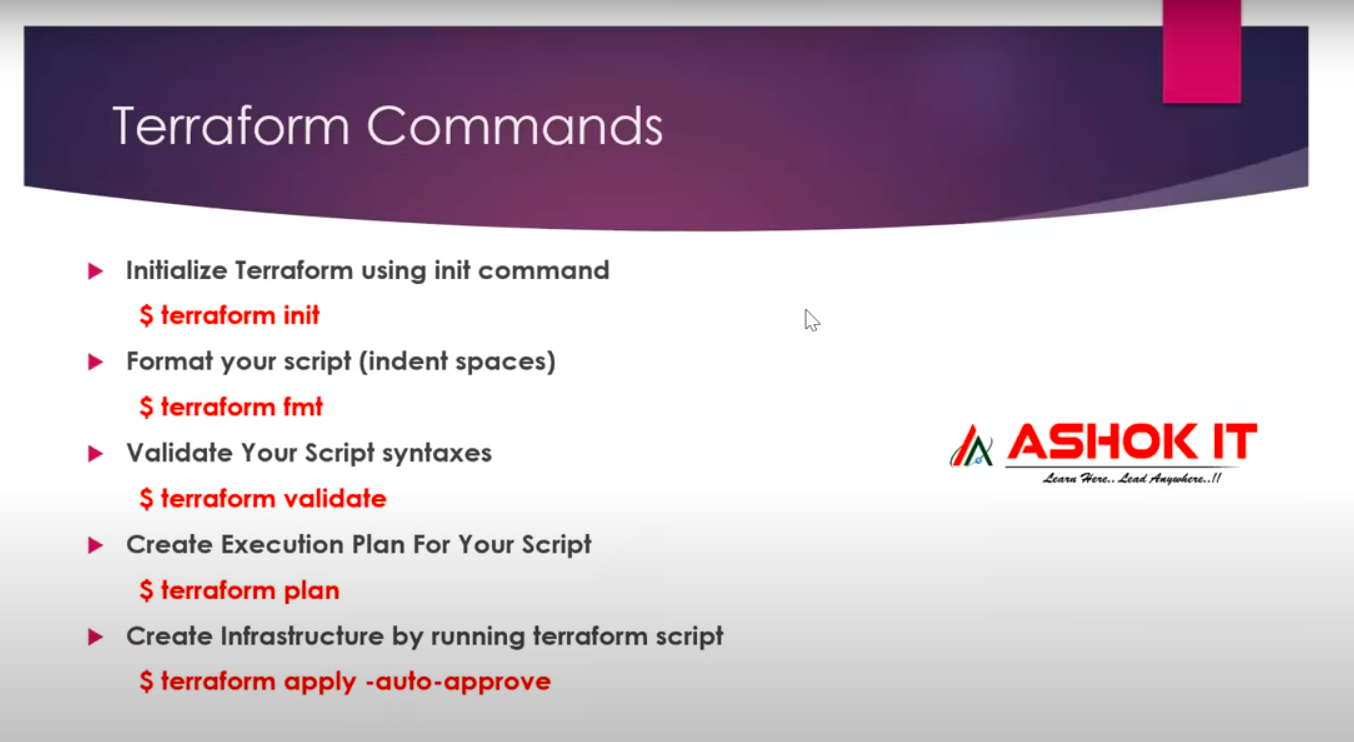 Terraform Commands
Initialize Terraform using init command
$ terraform init
Format your script (indent spaces)
$ terraform fmt
Validate Your Script syntaxes
$ terraform validate
Create Execution Plan For Your Script
$ terraform plan
Create Infrastructure by running terraform script
$ terraform apply -auto-approve
ASHOK IT
Learn Here.. Lead Anywhere..!!